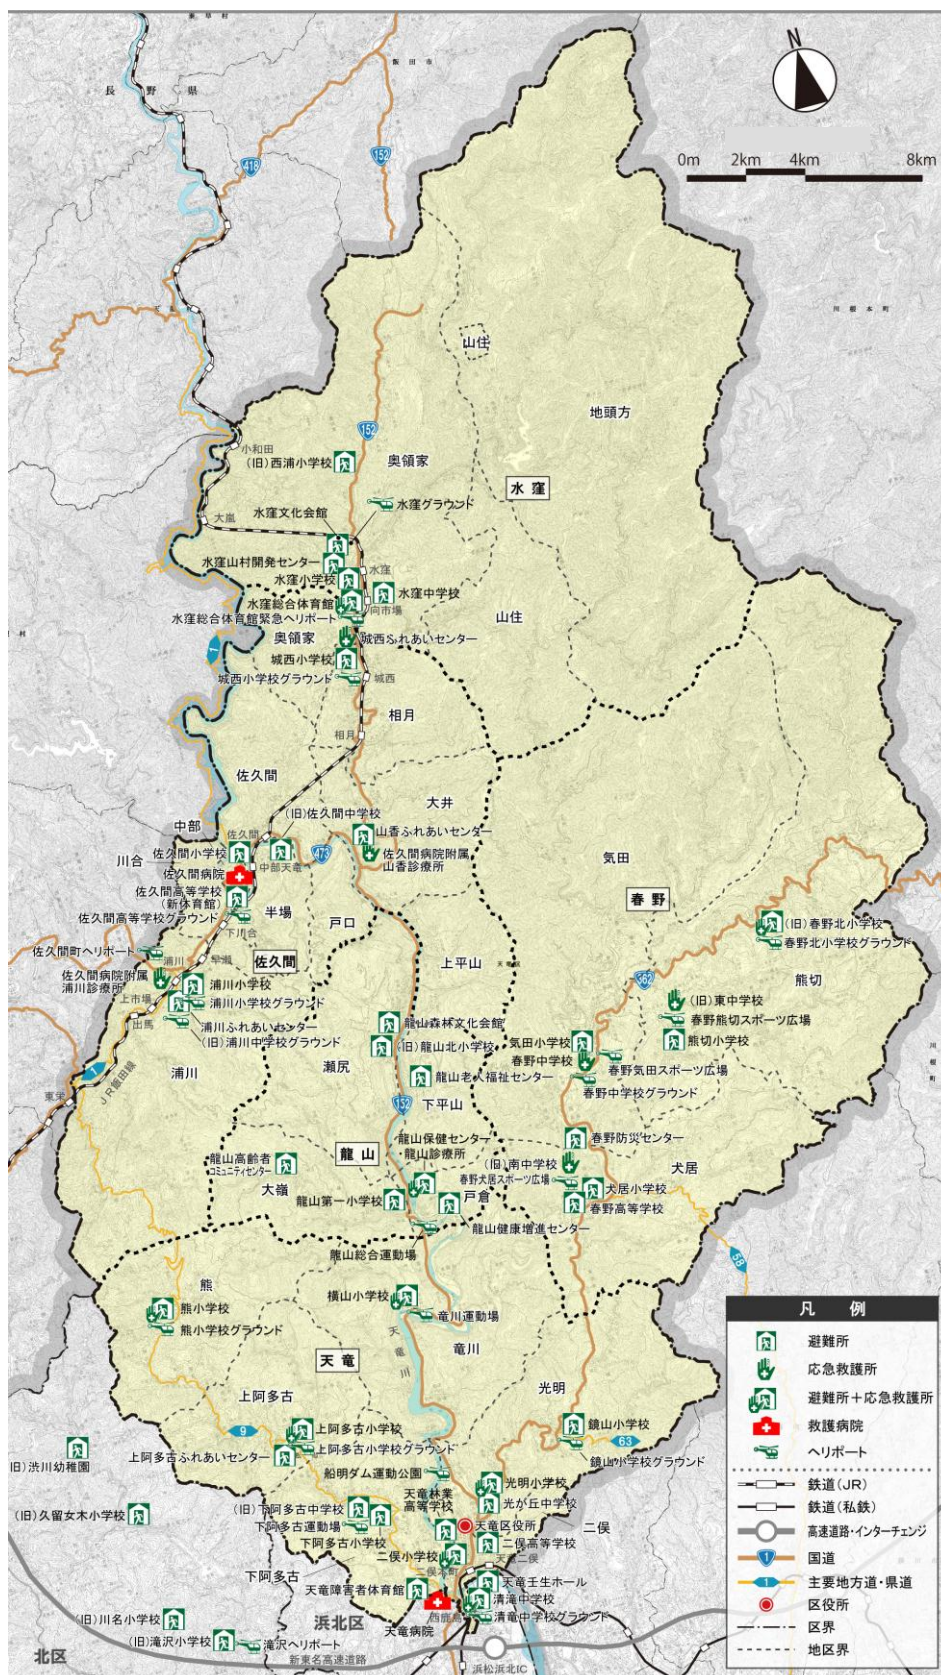 長野県
飯田市
418
152
N
0m 2km 4km 8km
川根本町
山住
地頭方
152
小和田
(旧)西浦小学校
奥領家
水窪
水窪グラウンド
水窪文化会館
大嵐
水窪山村開発センター
水窪
水窪小学校
水窪中学校
水窪総合体育館
向市場
水窪総合体育館緊急ヘリポート
山住
奥領家
城西ふれあいセンター
1
城西小学校
城西小学校グラウンド
城西
相月
相月
佐久間
大井
(旧)佐久間中学校
中部
佐久間
山香ふれあいセンター
佐久間小学校
473
佐久間病院附属
山香診療所
川合
中部天竜
気田
佐久間病院
佐久間高等学校
(新体育館)
春野
半場
戸口
佐久間高等学校グラウンド
(旧)春野北小学校
下川合
春野北小学校グラウンド
佐久間町ヘリポート
早瀬
浦川
佐久間
上平山
佐久間病院附属
浦川診療所
362
熊切
浦川小学校
(旧)東中学校
上市場
浦川小学校グラウンド
春野熊切スポーツ広場
出馬
浦川ふれあいセンター
(旧)浦川中学校グラウンド
龍山森林文化会館
気田小学校
熊切小学校
(旧)龍山北小学校
春野中学校
春野気田スポーツ広場
瀬尻
龍山老人福祉センター
春野中学校グラウンド
1
浦川
東栄
JR飯田線
152
下平山
龍山保健センター
龍山診療所
春野防災センター
龍山
龍山高齢者
コミュニティセンター
(旧)南中学校
犬居
春野犬居スポーツ広場
大嶺
龍山第一小学校
戸倉
犬居小学校
春野高等学校
龍山健康増進センター
龍山総合運動場
58
熊
横山小学校
熊小学校
竜川運動場
熊小学校グラウンド
天竜川
天竜
竜川
光明
上阿多古
9
上阿多古小学校
鏡山小学校
上阿多古小学校グラウンド
63
上阿多古ふれあいセンター
鏡山小学校グラウンド
(旧)渋川幼稚園
船明ダム運動公園
光明小学校
天竜林業
高等学校
光が丘中学校
(旧)久留女木小学校
(旧)下阿多古中学校
下阿多古運動場
天竜区役所
二俣
下阿多古小学校
二俣高等学校
二俣小学校
天竜二俣
二俣本町
下阿多古
天竜障害者体育館
天竜壬生ホール
清滝中学校
西鹿島
天竜病院
清竜中学校グラウンド
浜北区
(旧)川名小学校
(旧)滝沢小学校
滝沢ヘリポート
北区
新東名高速道路
浜松浜北IC
凡例
避難所
応急救護所
避難所+応急救護所
救護病院
ヘリポート
鉄道(JR)
鉄道(私鉄)
高速道路・インターチェンジ
1 国道
1 主要地方道・県道
区役所
区界
地区界